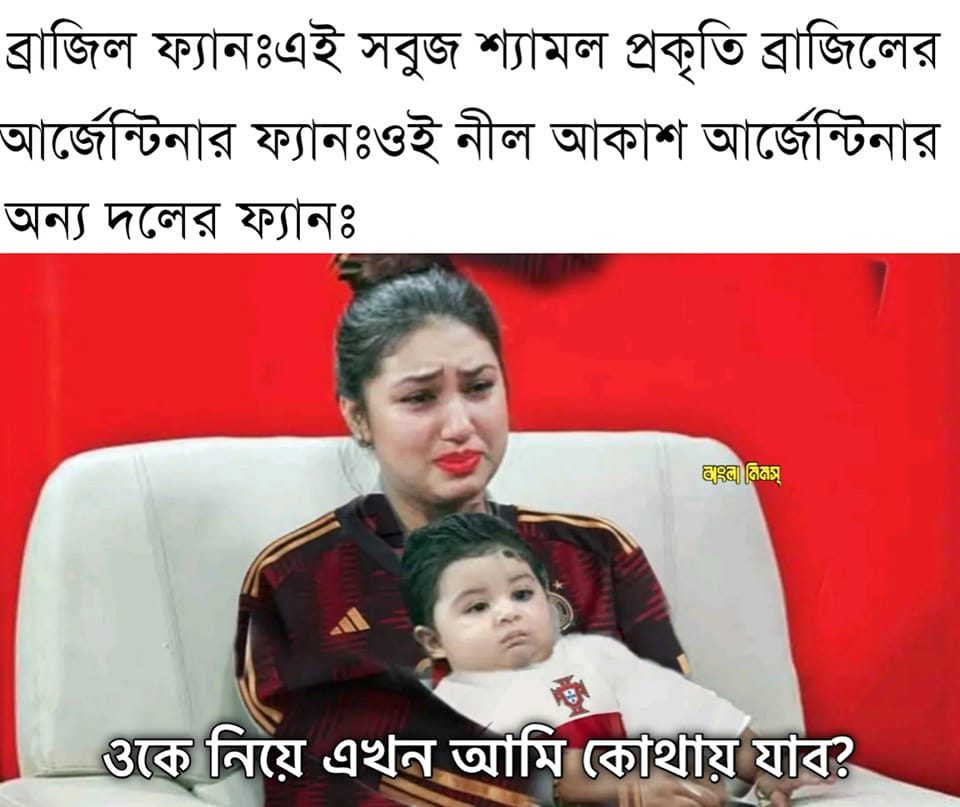 ব্রাজিল ফ্যানঃএই সবুজ শ্যামল প্রকৃতি ব্রাজিলের
আর্জেন্টিনার ফ্যানঃওই নীল আকাশ আর্জেন্টিনার
অন্য দলের ফ্যানঃ
বাংলা মিমস্
ওকে নিয়ে এখন আমি কোথায় যাব?